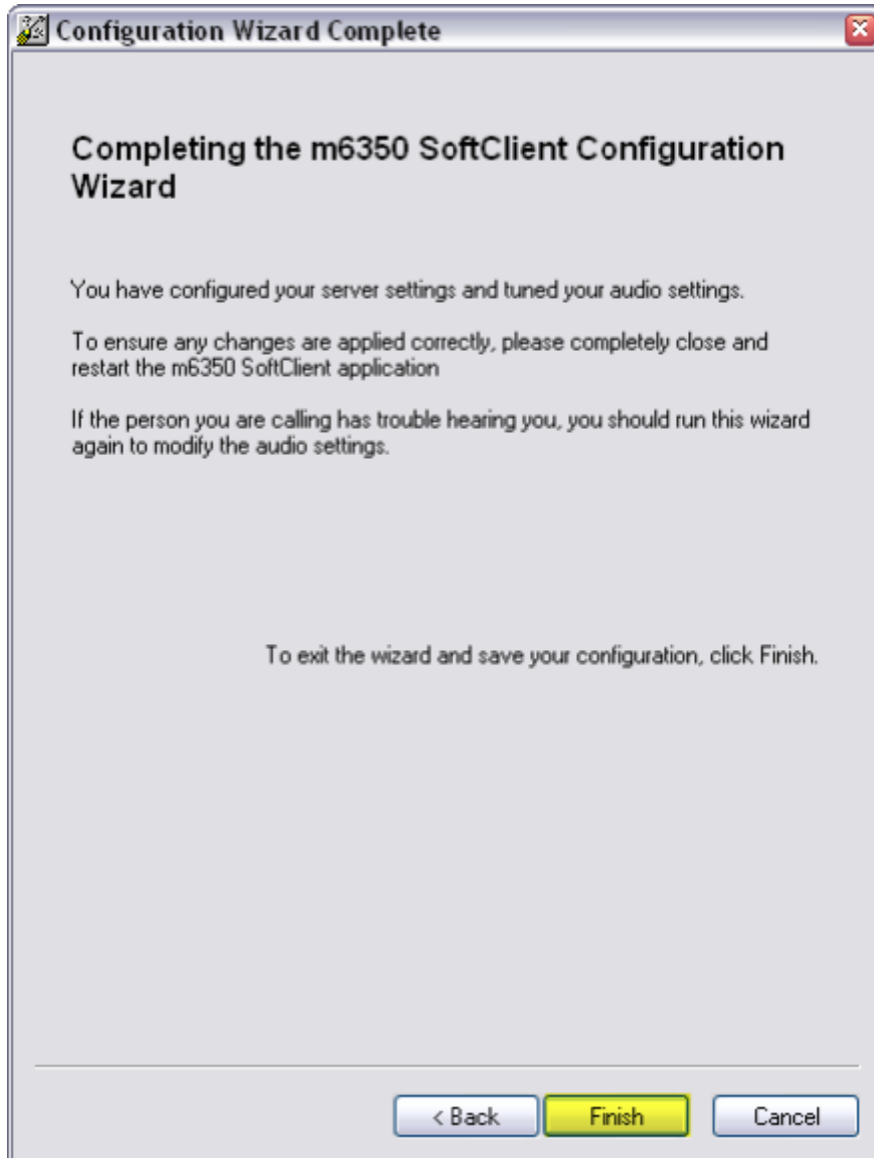 Configuration Wizard Complete
Completing the m6350 SoftClient Configuration
Wizard
You have configured your server settings and tuned your audio settings.
To ensure any changes are applied correctly, please completely close and
restart the m6350 SoftClient application
If the person you are calling has trouble hearing you, you should run this wizard
again to modify the audio settings.
To exit the wizard and save your configuration, click Finish.
< Back
Finish
Cancel